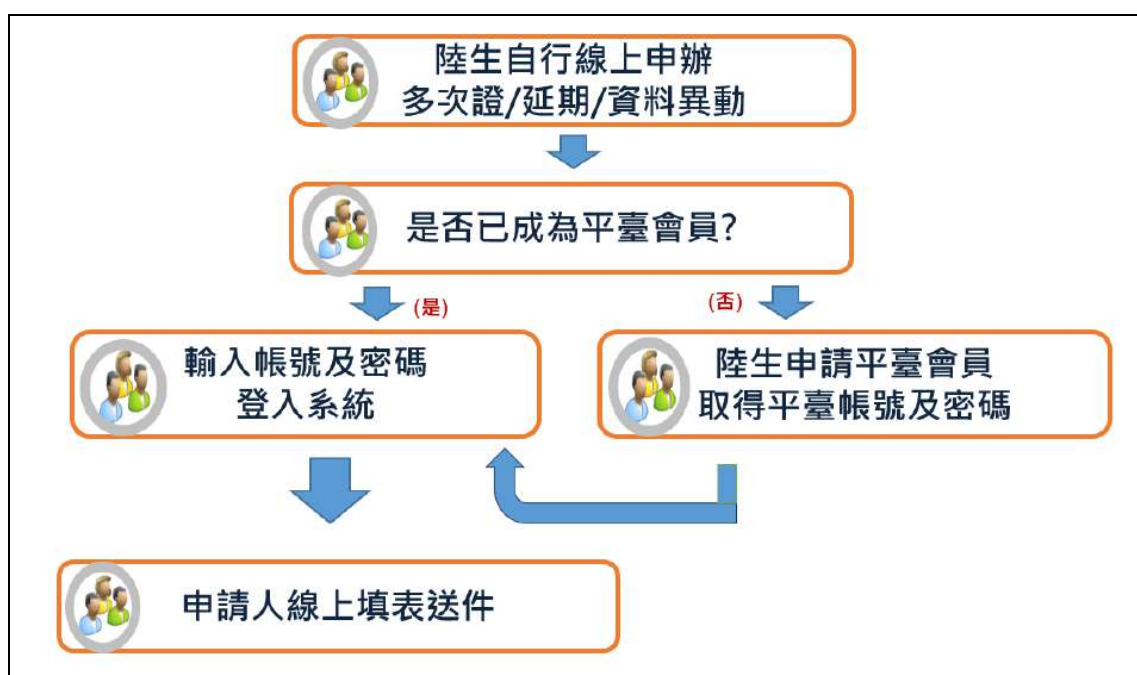 陸生自行線上申辦
多次證/延期/資料異動
是否已成為平臺會員?
(是)
(否)
輸入帳號及密碼
登入系統
陸生申請平臺會員
取得平臺帳號及密碼
申請人線上填表送件